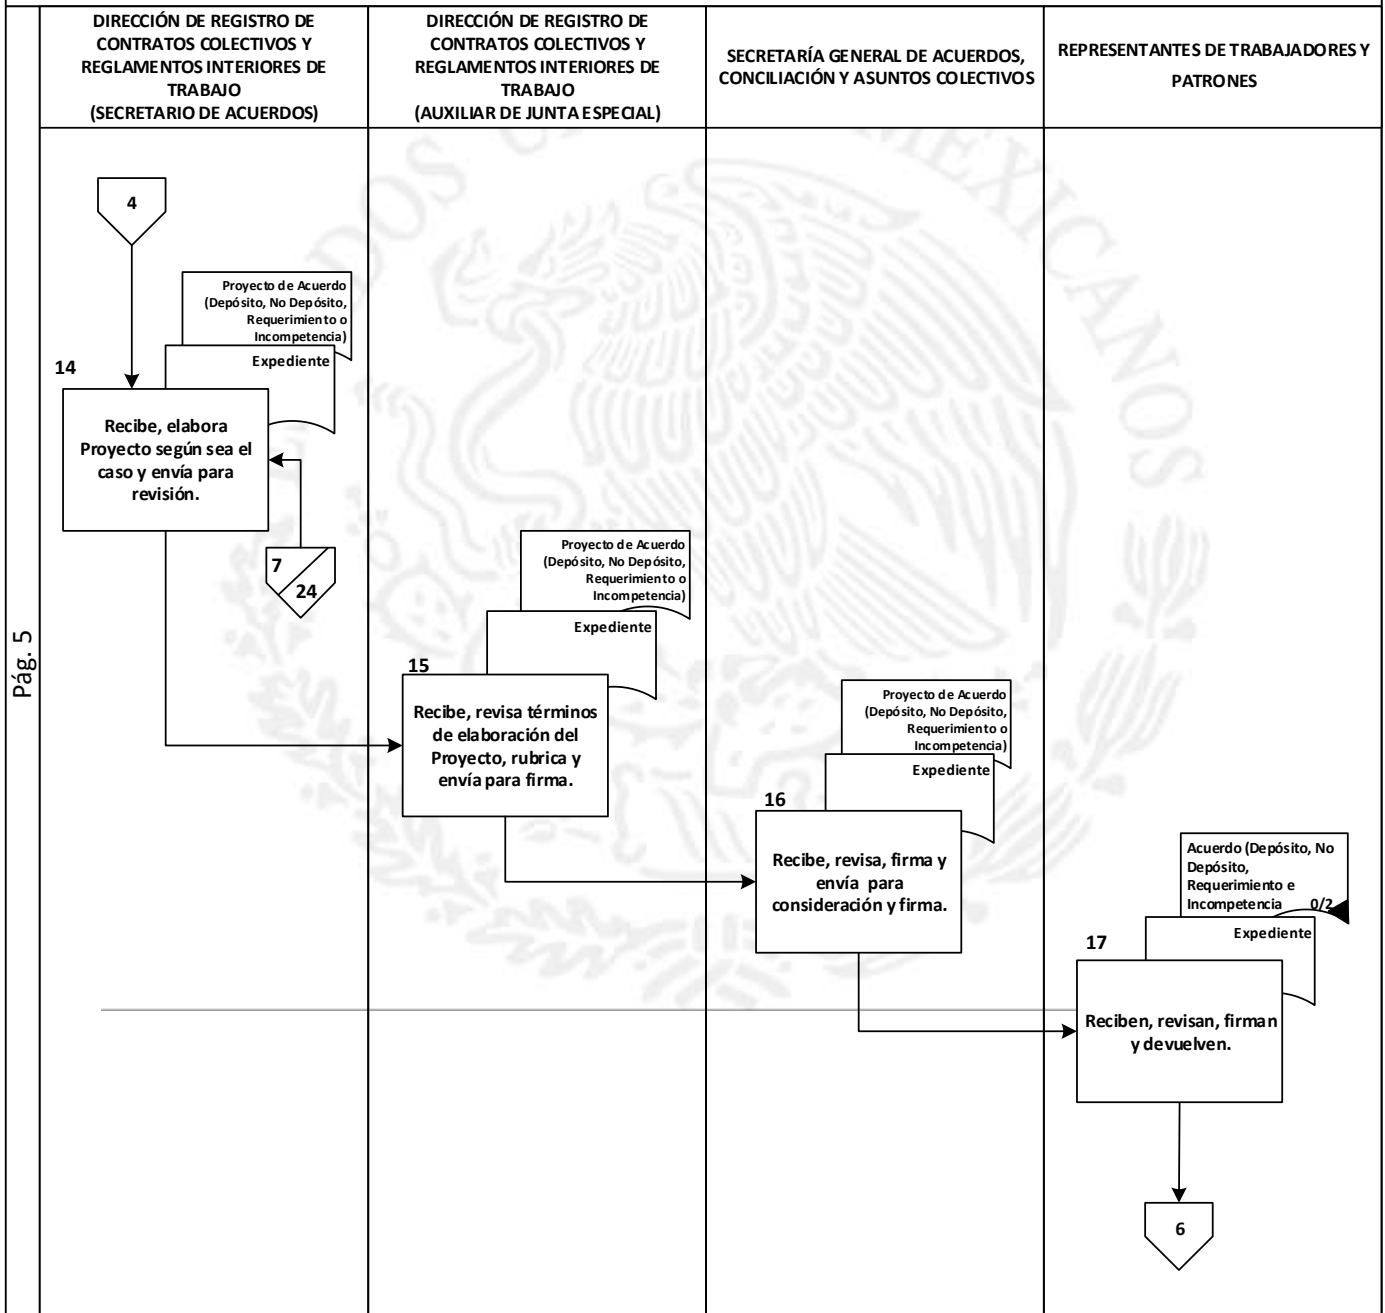 DIRECCIÓN DE REGISTRO DE
CONTRATOS COLECTIVOS Y
REGLAMENTOS INTERIORES DE
TRABAJO
(SECRETARIO DE ACUERDOS)
DIRECCIÓN DE REGISTRO DE
CONTRATOS COLECTIVOS Y
REGLAMENTOS INTERIORES DE
TRABAJO
(AUXILIAR DE JUNTA ESPECIAL)
SECRETARÍA GENERAL DE ACUERDOS,
CONCILIACIÓN Y ASUNTOS COLECTIVOS
REPRESENTANTES DE TRABAJADORES Y
PATRONES
Pág. 5
4
Proyecto de Acuerdo
(Depósito, No Depósito,
Requerimiento o
Incompetencia)
Expediente
14
Recibe, elabora
Proyecto según sea el
caso y envía para
revisión.
7
24
Proyecto de Acuerdo
(Depósito, No Depósito,
Requerimiento o
Incompetencia)
Expediente
15
Recibe, revisa términos
de elaboración del
Proyecto, rubrica y
envía para firma.
Proyecto de Acuerdo
(Depósito, No Depósito,
Requerimiento o
Incompetencia)
Expediente
16
Recibe, revisa, firma y
envía para
consideración y firma.
Acuerdo (Depósito, No
Depósito,
Requerimiento e
Incompetencia 0/2
Expediente
17
Reciben, revisan, firman
y devuelven.
6
MEXICANOS